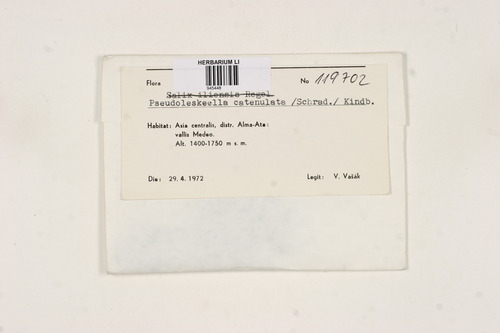 HERBARIUM LI
945448
Flora
No 119702
Salix iliensis Regel
Pseudoleskeella catenulata /Schrad./ Kindb.
Habitat: Asia centralis, distr. Alma-Ata:
vallis Medeo.
Alt. 1400-1750 m s. m.
Die: 29. 4. 1972
Legit: V. Vašák